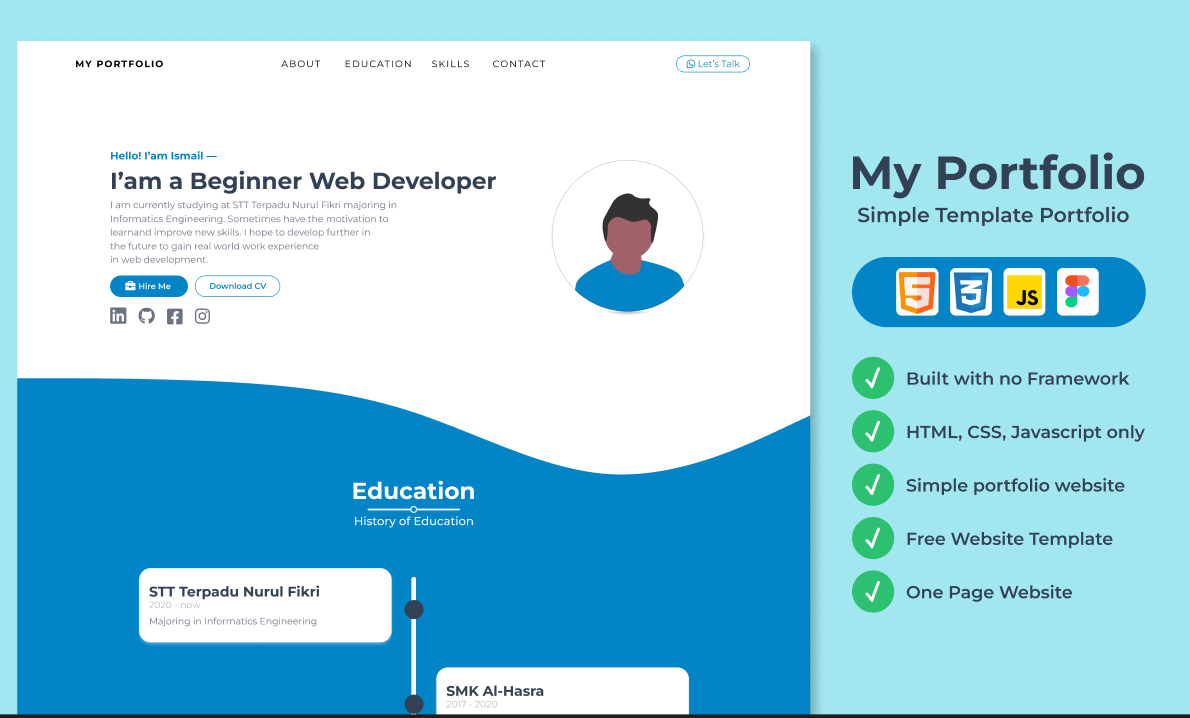 MY PORTFOLIO
ABOUT EDUCATION SKILLS CONTACT
Let's Talk
Hello! I'am Ismail —
I'am a Beginner Web Developer
I am currently studying at STT Terpadu Nurul Fikri majoring in
Informatics Engineering. Sometimes have the motivation to
learnand improve new skills. I hope to develop further in
the future to gain real world work experience
in web development.
Hire Me
Download CV
in
Education
History of Education
STT Terpadu Nurul Fikri
2020 - now
Majoring in Informatics Engineering
SMK Al-Hasra
2017 - 2020
My Portfolio
Simple Template Portfolio
5 3 JS
Built with no Framework
HTML, CSS, Javascript only
Simple portfolio website
Free Website Template
One Page Website